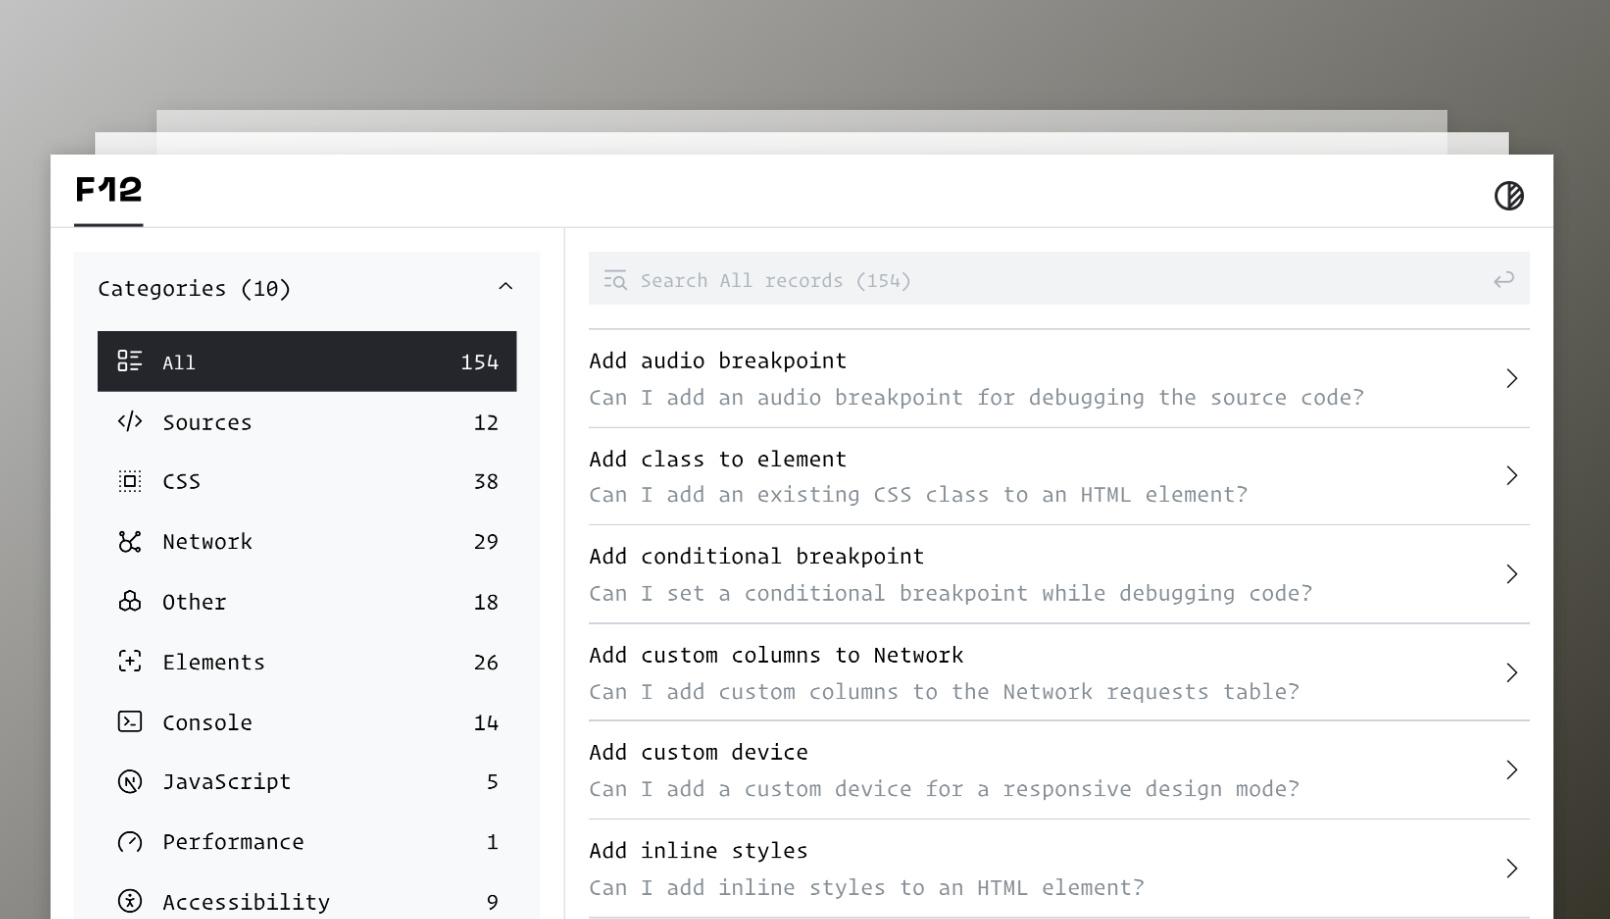 F12
Categories (10)
All 154
Sources 12
CSS 38
Network 29
Other 18
Elements 26
Console 14
JavaScript 5
Performance 1
Accessibility 9
Search All records (154)
Add audio breakpoint
Can I add an audio breakpoint for debugging the source code?
Add class to element
Can I add an existing CSS class to an HTML element?
Add conditional breakpoint
Can I set a conditional breakpoint while debugging code?
Add custom columns to Network
Can I add custom columns to the Network requests table?
Add custom device
Can I add a custom device for a responsive design mode?
Add inline styles
Can I add inline styles to an HTML element?